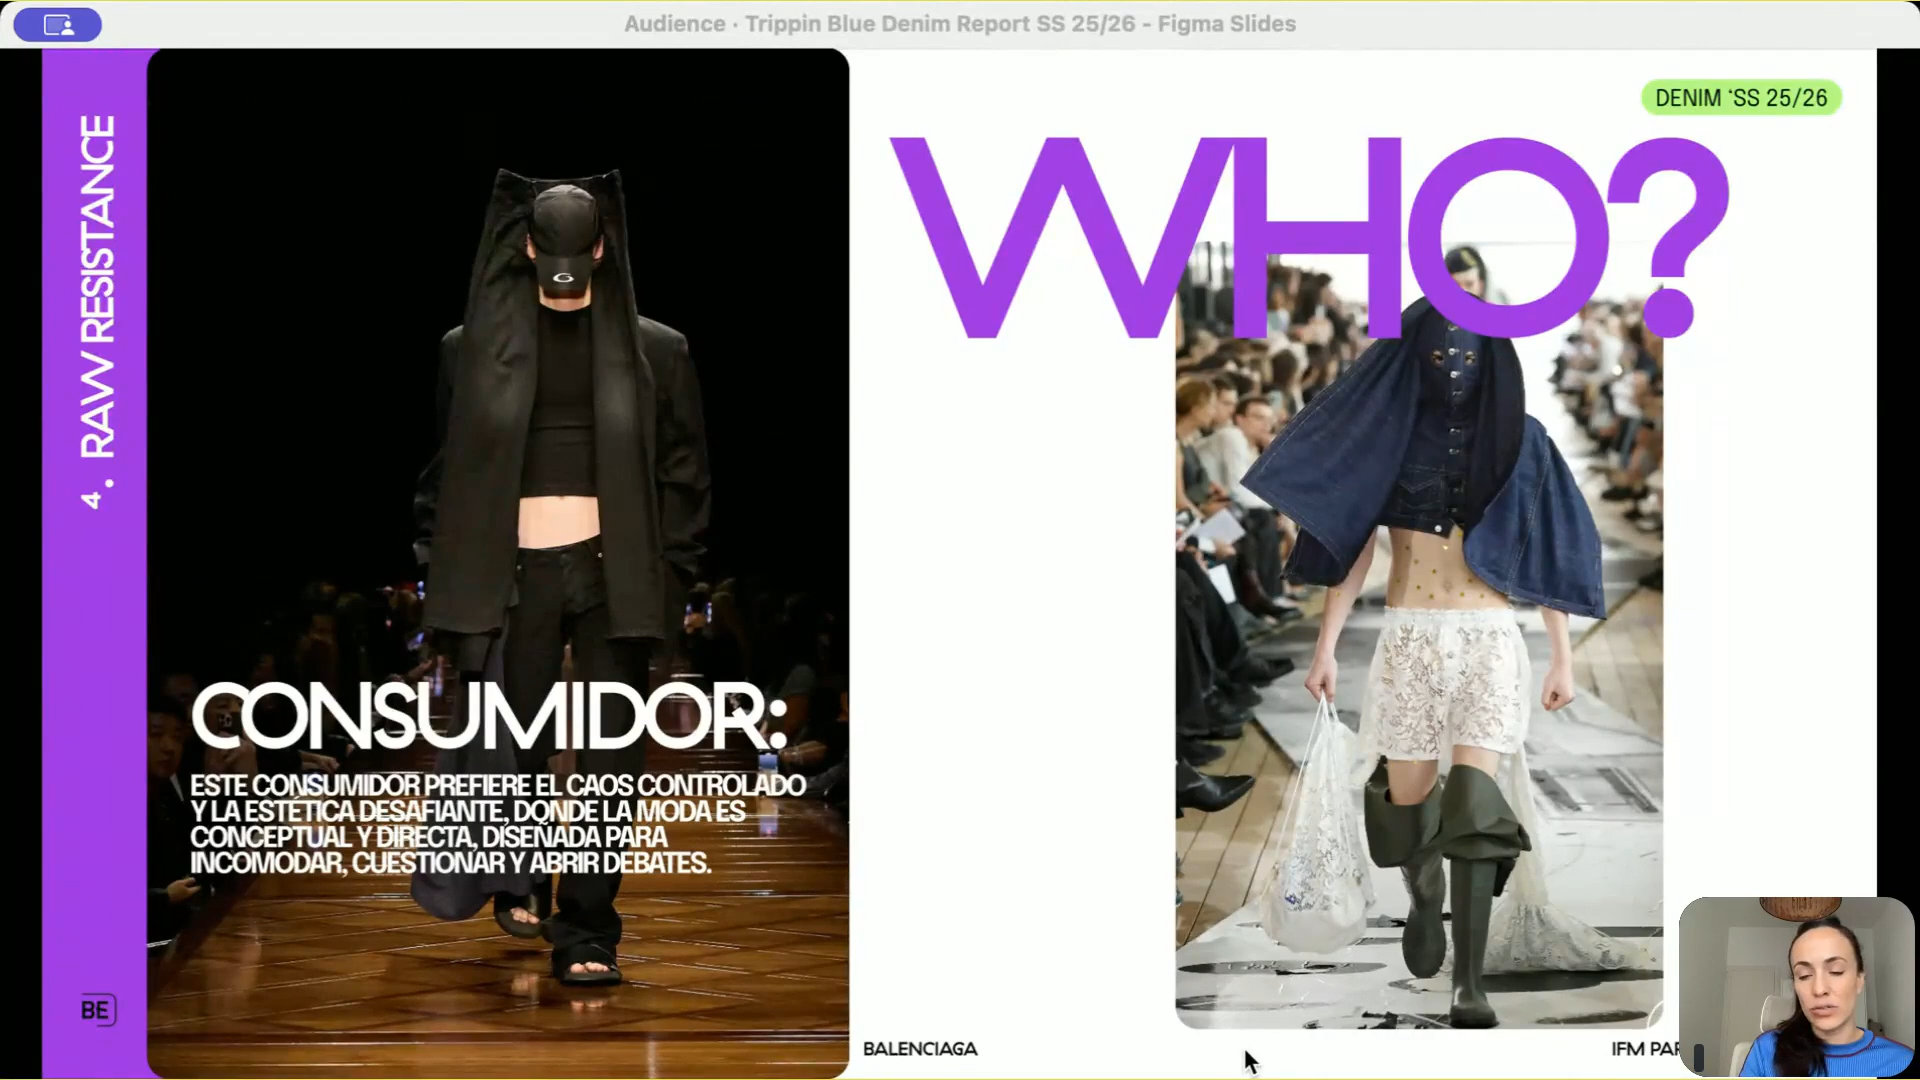 Audience · Trippin Blue Denim Report SS 25/26 - Figma Slides
4. RAW RESISTANCE
BE
CONSUMIDOR:
ESTE CONSUMIDOR PREFIERE EL CAOS CONTROLADO
Y LA ESTÉTICA DESAFIANTE, DONDE LA MODA ES
CONCEPTUAL Y DIRECTA, DISEÑADA PARA
INCOMODAR, CUESTIONAR Y ABRIR DEBATES.
DENIM ‘SS 25/26
WHO?
BALENCIAGA
IFM